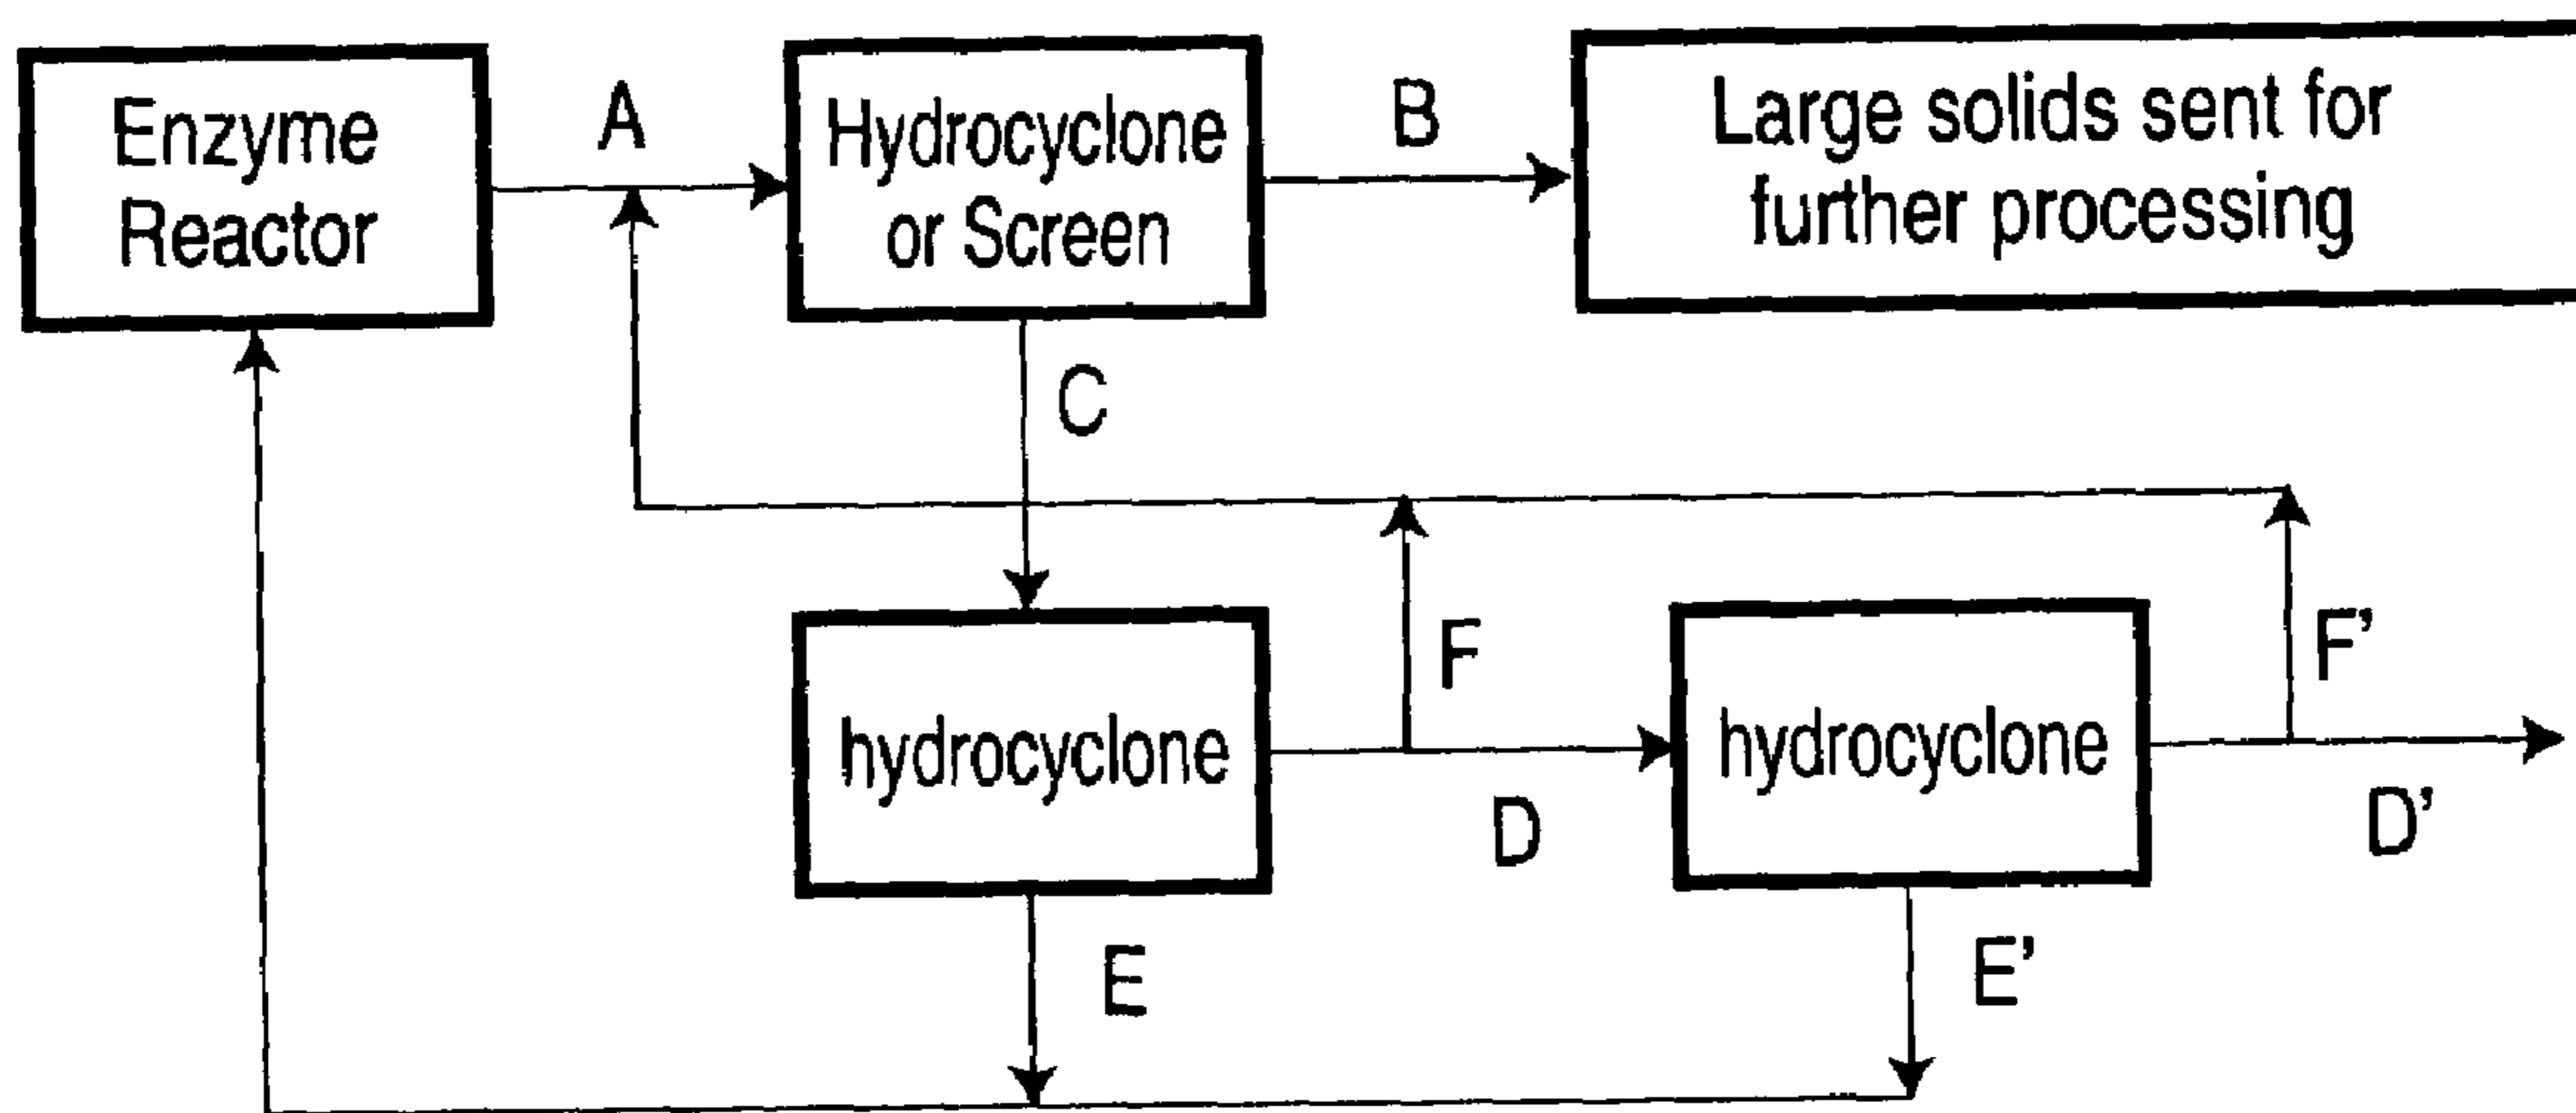 Enzyme
Reactor
A
Hydrocyclone
or Screen
B
Large solids sent for
further processing
C
hydrocyclone
F
D
hydrocyclone
F'
D'
E
E'